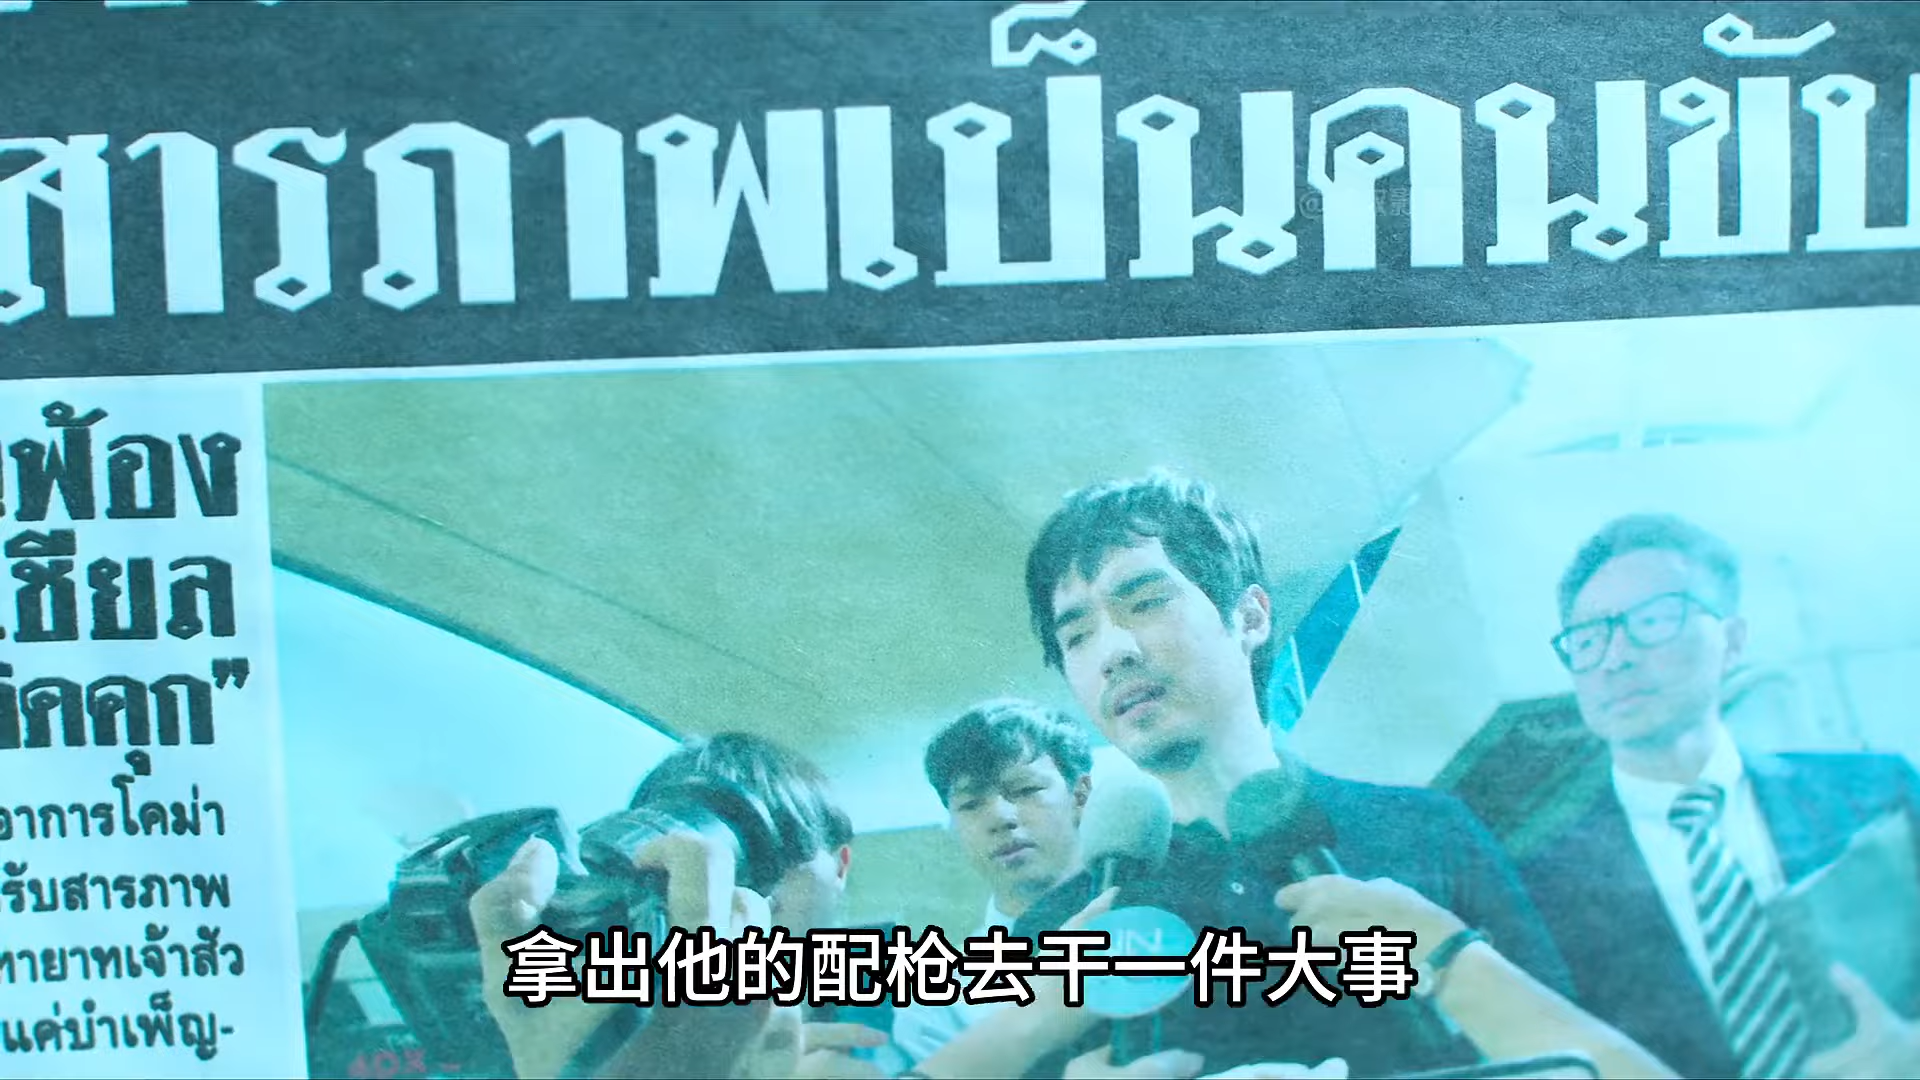 สารภาพเป็นคนขับ
ฟ้อง
เชียล
ติดคุก”
อาการโคม่า
รับสารภาพ
ทายาทเจ้าสัว
แค่บำเพ็ญ-
拿出他的配枪去干一件大事